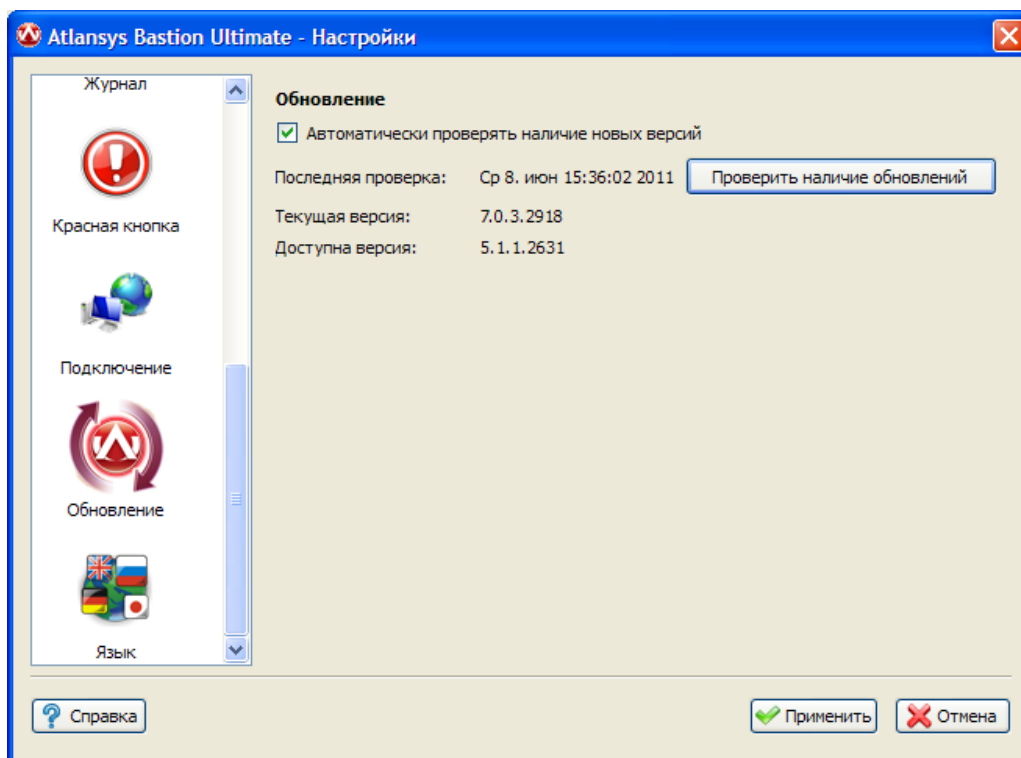 Atlansys Bastion Ultimate - Настройки
Журнал
Красная кнопка
Подключение
Обновление
Язык
Обновление
Автоматически проверять наличие новых версий
Последняя проверка: Ср 8. июн 15:36:02 2011 Проверить наличие обновлений
Текущая версия: 7.0.3.2918
Доступна версия: 5.1.1.2631
Справка Применить Отмена